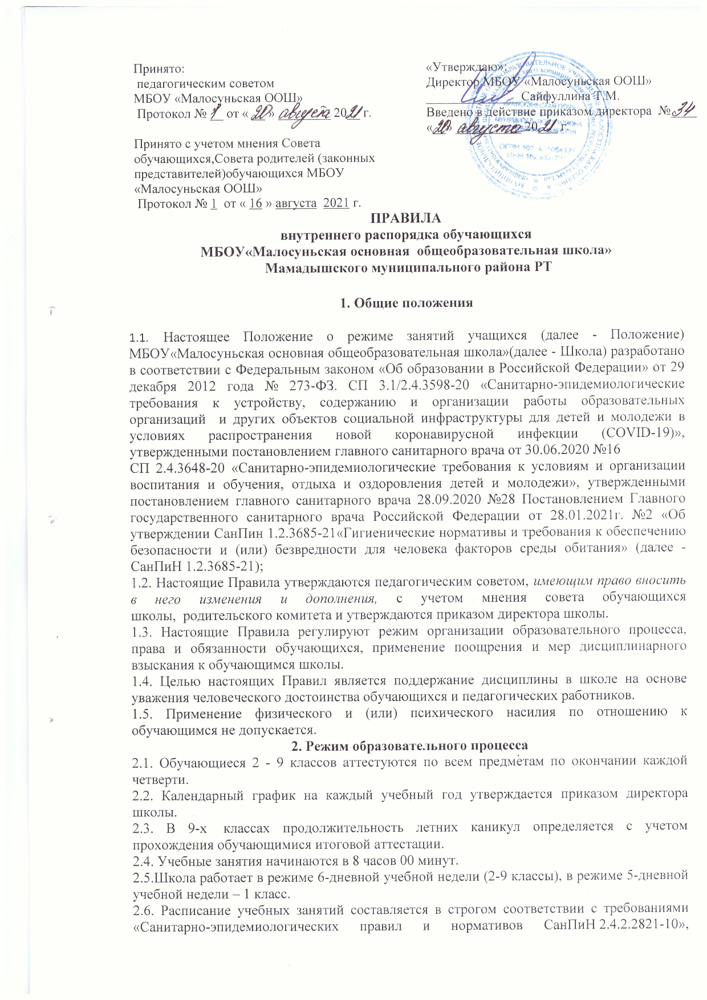 Принято:
педагогическим советом
МБОУ «Малосуньская ООШ»
Протокол № 1 от « 20 » августа 2021 г.
Принято с учетом мнения Совета
обучающихся,Совета родителей (законных
представителей)обучающихся МБОУ
«Малосуньская ООШ»
Протокол № 1 от « 16 » августа 2021 г.
«Утверждаю»:
Директор МБОУ «Малосуньская ООШ»
Сайфуллина Т.М.
Введено в действие приказом директора №34
«20» августа 2021 г.
ПРАВИЛА
внутреннего распорядка обучающихся
МБОУ«Малосуньская основная общеобразовательная школа»
Мамадышского муниципального района РТ
1. Общие положения
1.1. Настоящее Положение о режиме занятий учащихся (далее - Положение)
МБОУ«Малосуньская основная общеобразовательная школа»(далее - Школа) разработано
в соответствии с Федеральным законом «Об образовании в Российской Федерации» от 29
декабря 2012 года № 273-ФЗ. СП 3.1/2.4.3598-20 «Санитарно-эпидемиологические
требования к устройству, содержанию и организации работы образовательных
организаций и других объектов социальной инфраструктуры для детей и молодежи в
условиях распространения новой коронавирусной инфекции (COVID-19)»,
утвержденными постановлением главного санитарного врача от 30.06.2020 №16
СП 2.4.3648-20 «Санитарно-эпидемиологические требования к условиям и организации
воспитания и обучения, отдыха и оздоровления детей и молодежи», утвержденными
постановлением главного санитарного врача 28.09.2020 №28 Постановлением Главного
государственного санитарного врача Российской Федерации от 28.01.2021г. №2 «Об
утверждении СанПин 1.2.3685-21«Гигиенические нормативы и требования к обеспечению
безопасности и (или) безвредности для человека факторов среды обитания» (далее -
СанПиН 1.2.3685-21);
1.2. Настоящие Правила утверждаются педагогическим советом, имеющим право вносить
в него изменения и дополнения, с учетом мнения совета обучающихся
школы, родительского комитета и утверждаются приказом директора школы.
1.3. Настоящие Правила регулируют режим организации образовательного процесса,
права и обязанности обучающихся, применение поощрения и мер дисциплинарного
взыскания к обучающимся школы.
1.4. Целью настоящих Правил является поддержание дисциплины в школе на основе
уважения человеческого достоинства обучающихся и педагогических работников.
1.5. Применение физического и (или) психического насилия по отношению к
обучающимся не допускается.
2. Режим образовательного процесса
2.1. Обучающиеся 2 - 9 классов аттестуются по всем предметам по окончании каждой
четверти.
2.2. Календарный график на каждый учебный год утверждается приказом директора
школы.
2.3. В 9-х классах продолжительность летних каникул определяется с учетом
прохождения обучающимися итоговой аттестации.
2.4. Учебные занятия начинаются в 8 часов 00 минут.
2.5.Школа работает в режиме 6-дневной учебной недели (2-9 классы), в режиме 5-дневной
учебной недели – 1 класс.
2.6. Расписание учебных занятий составляется в строгом соответствии с требованиями
«Санитарно-эпидемиологических правил и нормативов СанПиН 2.4.2.2821-10»,